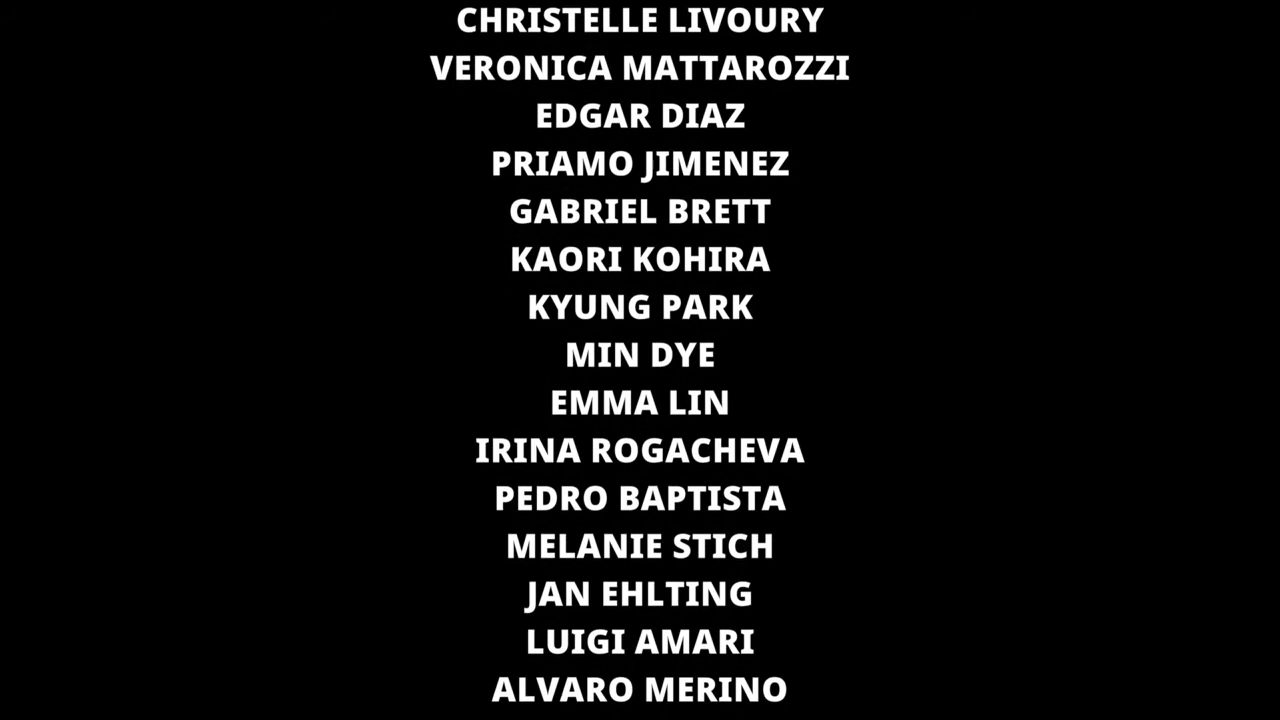 CHRISTELLE LIVOURY
VERONICA MATTAROZZI
EDGAR DIAZ
PRIAMO JIMENEZ
GABRIEL BRETT
KAORI KOHIRA
KYUNG PARK
MIN DYE
EMMA LIN
IRINA ROGACHEVA
PEDRO BAPTISTA
MELANIE STICH
JAN EHLTING
LUIGI AMARI
ALVARO MERINO